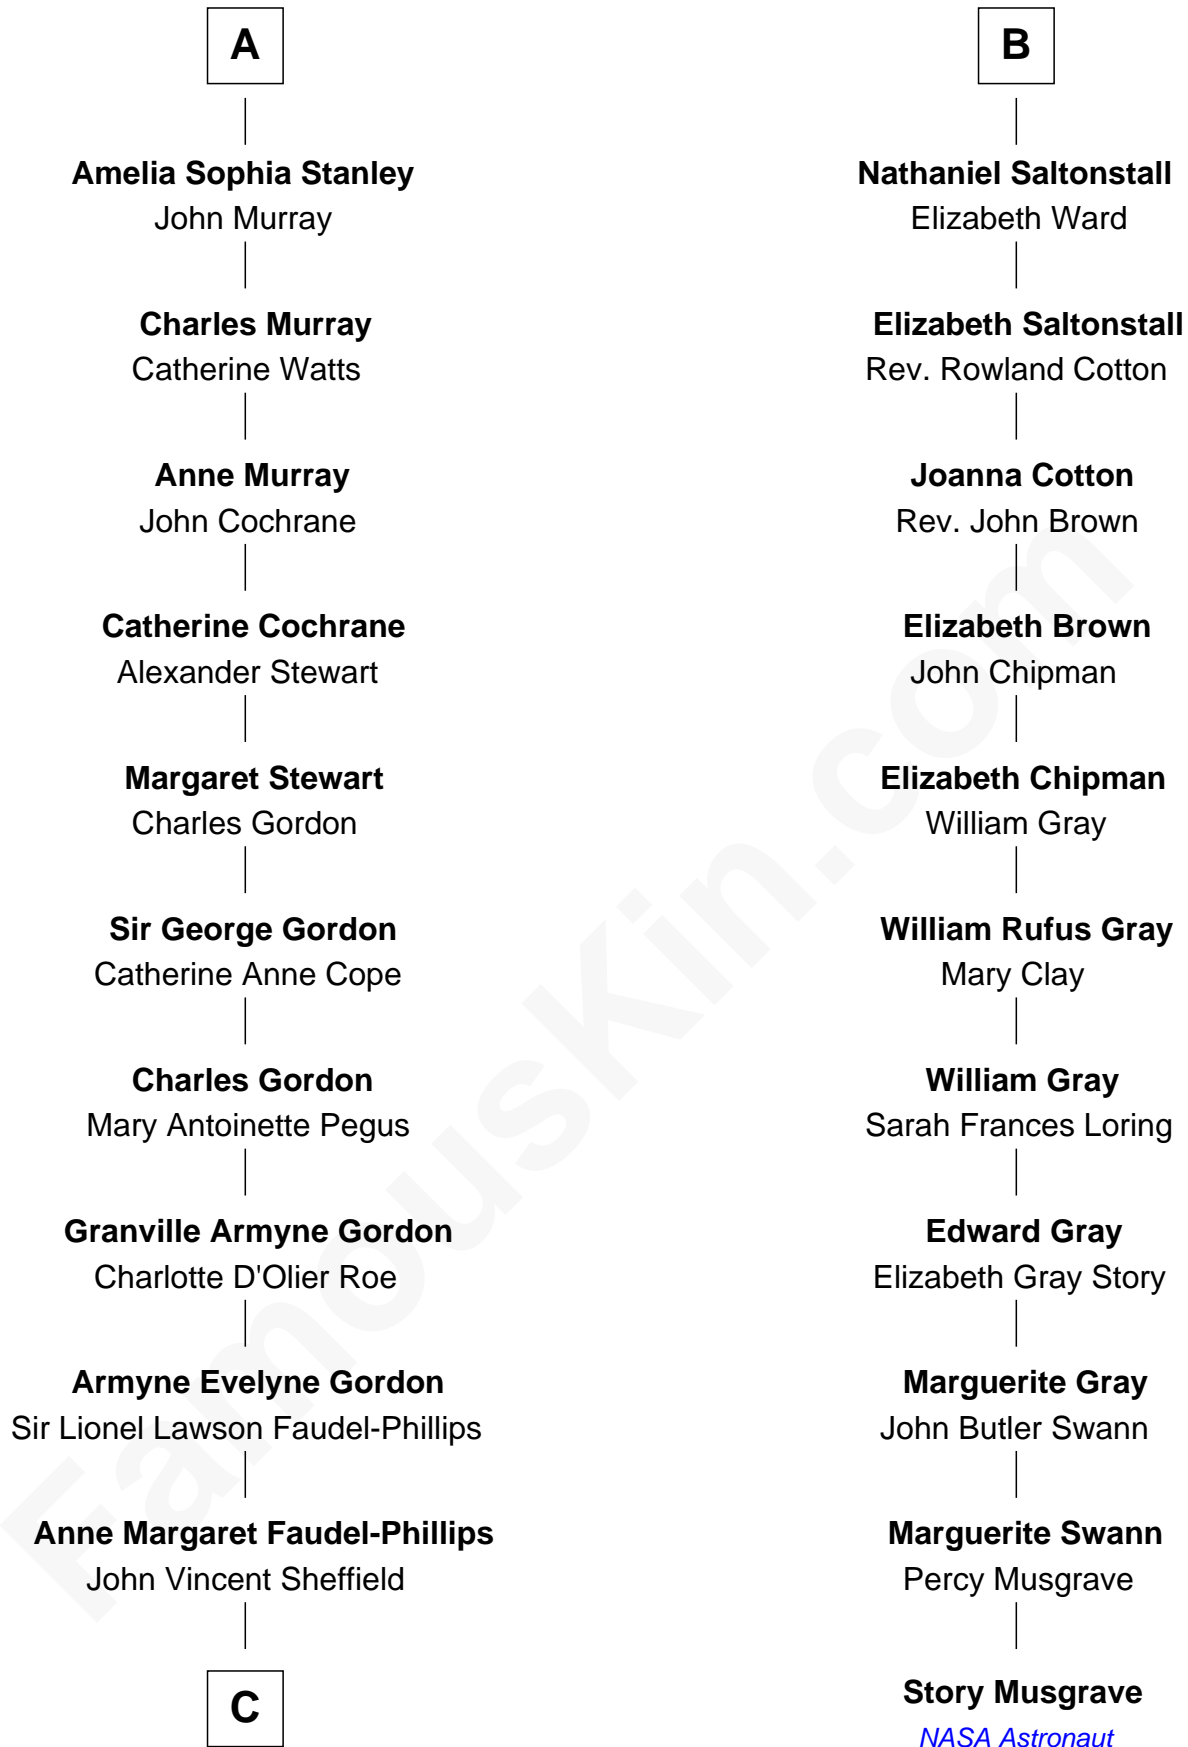 A
Amelia Sophia Stanley
John Murray
Charles Murray
Catherine Watts
Anne Murray
John Cochrane
Catherine Cochrane
Alexander Stewart
Margaret Stewart
Charles Gordon
Sir George Gordon
Catherine Anne Cope
Charles Gordon
Mary Antoinette Pegus
Granville Armyne Gordon
Charlotte D'Olier Roe
Armyne Evelyne Gordon
Sir Lionel Lawson Faudel-Phillips
Anne Margaret Faudel-Phillips
John Vincent Sheffield
C
B
Nathaniel Saltonstall
Elizabeth Ward
Elizabeth Saltonstall
Rev. Rowland Cotton
Joanna Cotton
Rev. John Brown
Elizabeth Brown
John Chipman
Elizabeth Chipman
William Gray
William Rufus Gray
Mary Clay
William Gray
Sarah Frances Loring
Edward Gray
Elizabeth Gray Story
Marguerite Gray
John Butler Swann
Marguerite Swann
Percy Musgrave
Story Musgrave
NASA Astronaut
FamousKin.com